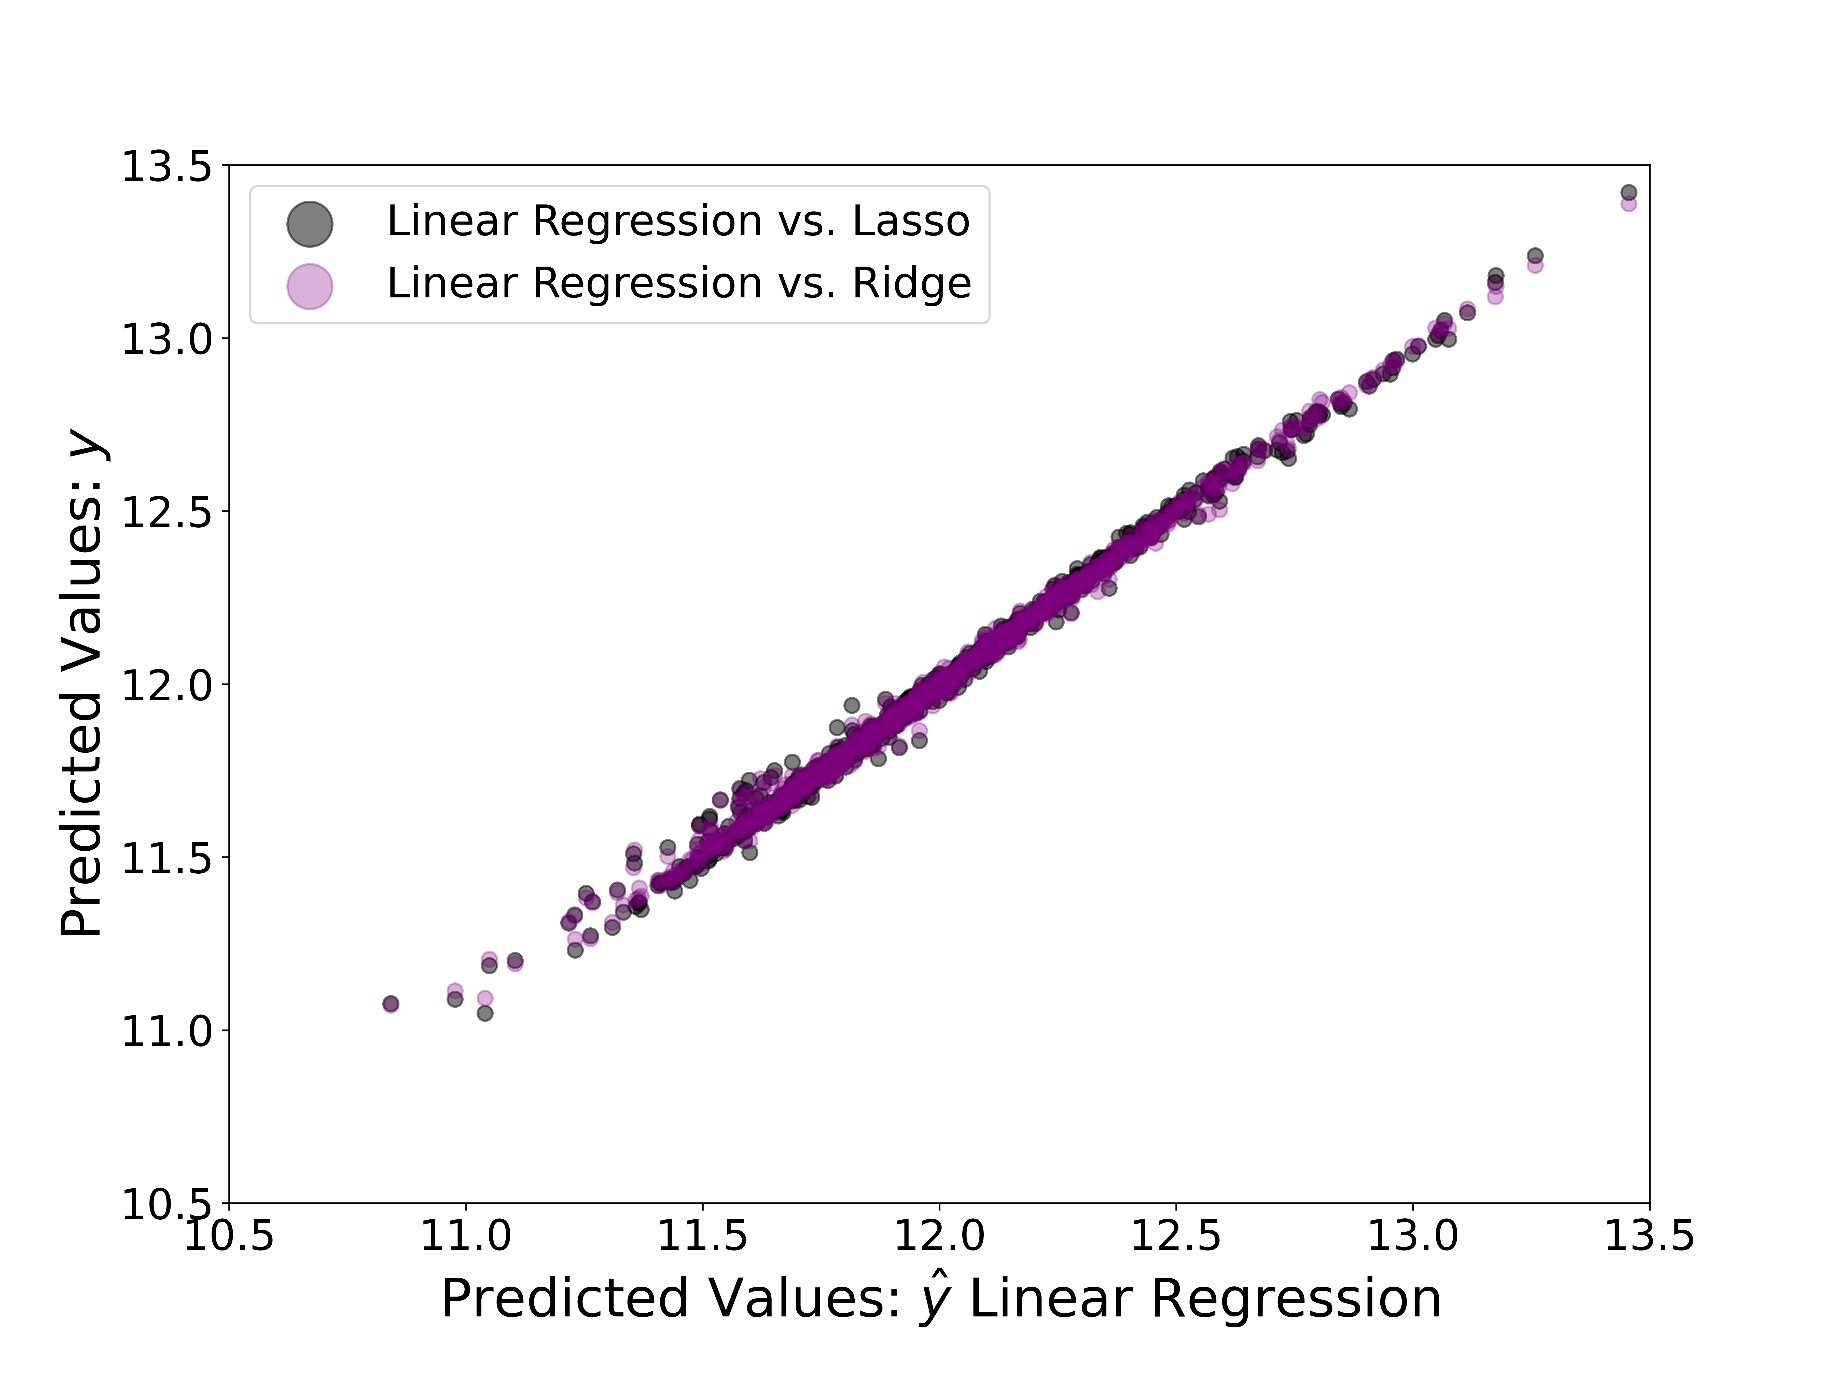 13.5
Linear Regression vs. Lasso
Linear Regression vs. Ridge
13.0
12.5
12.0
11.5
11.0
10.5
Predicted Values: y
10.5 11.0 11.5 12.0 12.5 13.0 13.5
Predicted Values: ŷ Linear Regression